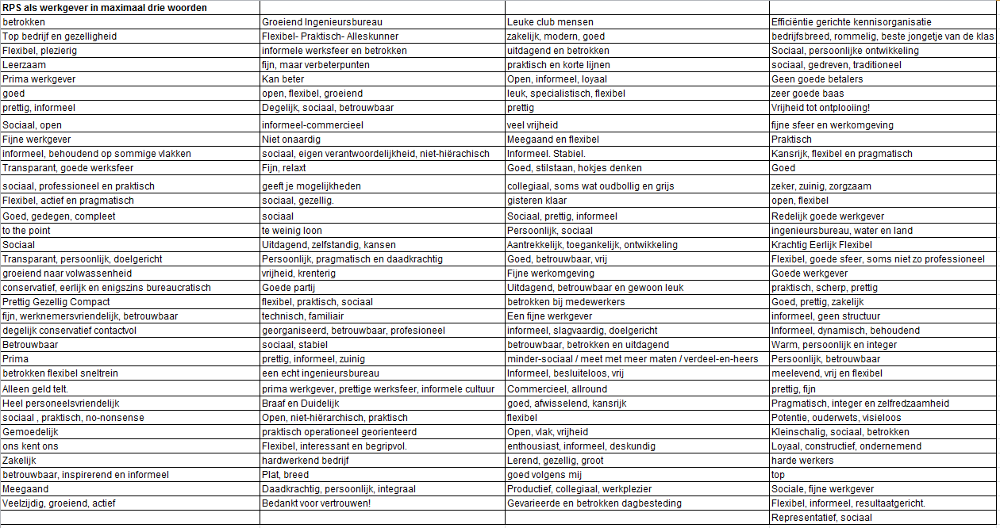 RPS als werkgever in maximaal drie woorden
betrokken Groeiend Ingenieursbureau Leuke club mensen Efficiëntie gerichte kennisorganisatie
Top bedrijf en gezelligheid Flexibel- Praktisch- Alleskunner zakelijk, modern, goed bedrijfsbreed, rommelig, beste jongetje van de klas
Flexibel, plezierig informele werksfeer en betrokken uitdagend en betrokken Sociaal, persoonlijke ontwikkeling
Leerzaam fijn, maar verbeterpunten praktisch en korte lijnen sociaal, gedreven, traditioneel
Prima werkgever Kan beter Open, informeel, loyaal Geen goede betalers
goed open, flexibel, groeiend leuk, specialistisch, flexibel zeer goede baas
prettig, informeel Degelijk, sociaal, betrouwbaar prettig Vrijheid tot ontplooiing!
Sociaal, open informeel-commercieel veel vrijheid fijne sfeer en werkomgeving
Fijne werkgever Niet onaardig Meegaand en flexibel Praktisch
informeel, behoudend op sommige vlakken sociaal, eigen verantwoordelijkheid, niet-hiërachisch Informeel. Stabiel. Kansrijk, flexibel en pragmatisch
Transparant, goede werksfeer Fijn, relaxt Goed, stilstaan, hokjes denken Goed
sociaal, professioneel en praktisch geeft je mogelijkheden collegiaal, soms wat oudbollig en grijs zeker, zuinig, zorgzaam
Flexibel, actief en pragmatisch sociaal, gezellig. gisteren klaar open, flexibel
Goed, gedegen, compleet sociaal Sociaal, prettig, informeel Redelijk goede werkgever
to the point te weinig loon Persoonlijk, sociaal ingenieursbureau, water en land
Sociaal Uitdagend, zelfstandig, kansen Aantrekkelijk, toegankelijk, ontwikkeling Krachtig Eerlijk Flexibel
Transparant, persoonlijk, doelgericht Persoonlijk, pragmatisch en daadkrachtig Goed, betrouwbaar, vrij Flexibel, goede sfeer, soms niet zo professioneel
groeiend naar volwassenheid vrijheid, krenterig Fijne werkomgeving Goede werkgever
conservatief, eerlijk en enigszins bureaucratisch Goede partij Uitdagend, betrouwbaar en gewoon leuk praktisch, scherp, prettig
Prettig Gezellig Compact flexibel, praktisch, sociaal betrokken bij medewerkers Goed, prettig, zakelijk
fijn, werknemersvriendelijk, betrouwbaar technisch, familiair Een fijne werkgever informeel, geen structuur
degelijk conservatief contactvol georganiseerd, betrouwbaar, profesioneel informeel, slagvaardig, doelgericht Informeel, dynamisch, behoudend
Betrouwbaar sociaal, stabiel betrouwbaar, betrokken en uitdagend Warm, persoonlijk en integer
Prima prettig, informeel, zuinig minder-sociaal / meet met meer maten / verdeel-en-heers Persoonlijk, betrouwbaar
betrokken flexibel sneltrein een echt ingenieursbureau Informeel, besluiteloos, vrij meelevend, vrij en flexibel
Alleen geld telt. prima werkgever, prettige werksfeer, informele cultuur Commercieel, allround prettig, fijn
Heel personeelsvriendelijk Braaf en Duidelijk goed, afwisselend, kansrijk Pragmatisch, integer en zelfredzaamheid
sociaal , praktisch, no-nonsense Open, niet-hiërarchisch, praktisch flexibel Potentie, ouderwets, visieloos
Gemoedelijk praktisch operationeel georienteerd Open, vlak, vrijheid Kleinschalig, sociaal, betrokken
ons kent ons Flexibel, interessant en begripvol. enthousiast, informeel, deskundig Loyaal, constructief, ondernemend
Zakelijk hardwerkend bedrijf Lerend, gezellig, groot harde werkers
betrouwbaar, inspirerend en informeel Plat, breed goed volgens mij top
Meegaand Daadkrachtig, persoonlijk, integraal Productief, collegiaal, werkplezier Sociale, fijne werkgever
Veelzijdig, groeiend, actief Bedankt voor vertrouwen! Gevarieerde en betrokken dagbesteding Flexibel, informeel, resultaatgericht.
Representatief, sociaal